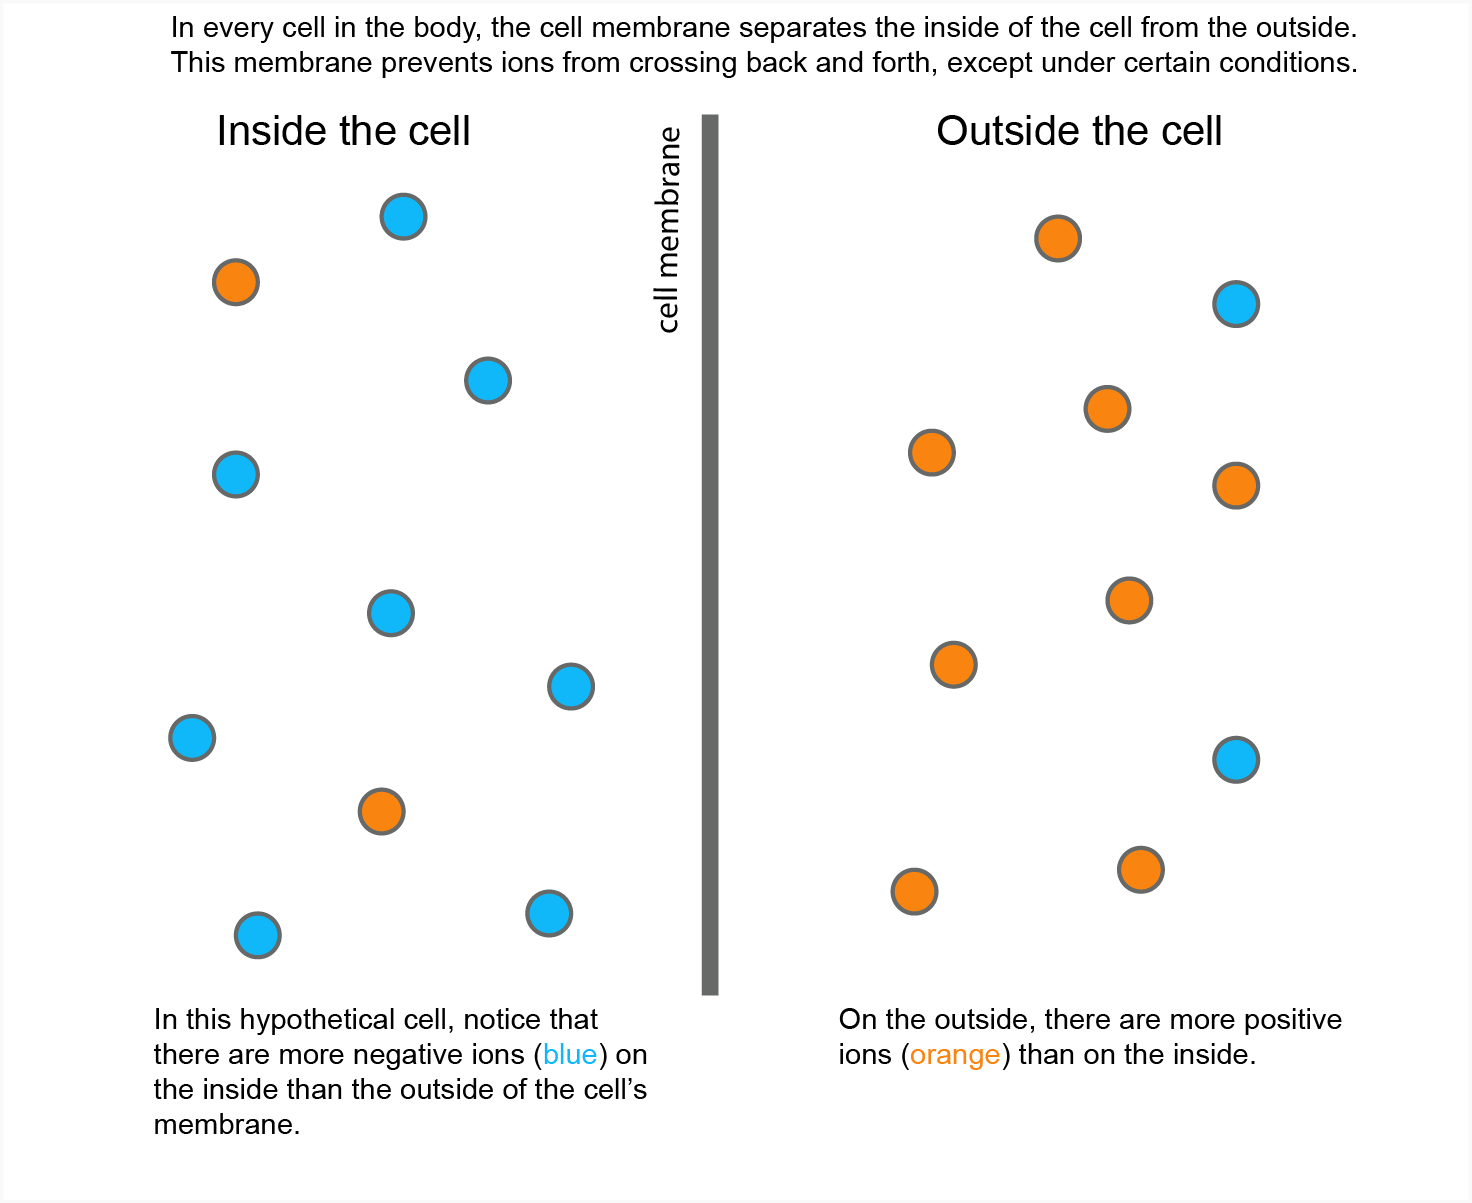 In every cell in the body, the cell membrane separates the inside of the cell from the outside.
This membrane prevents ions from crossing back and forth, except under certain conditions.
Inside the cell
cell membrane
Outside the cell
In this hypothetical cell, notice that
there are more negative ions (blue) on
the inside than the outside of the cell’s
membrane.
On the outside, there are more positive
ions (orange) than on the inside.